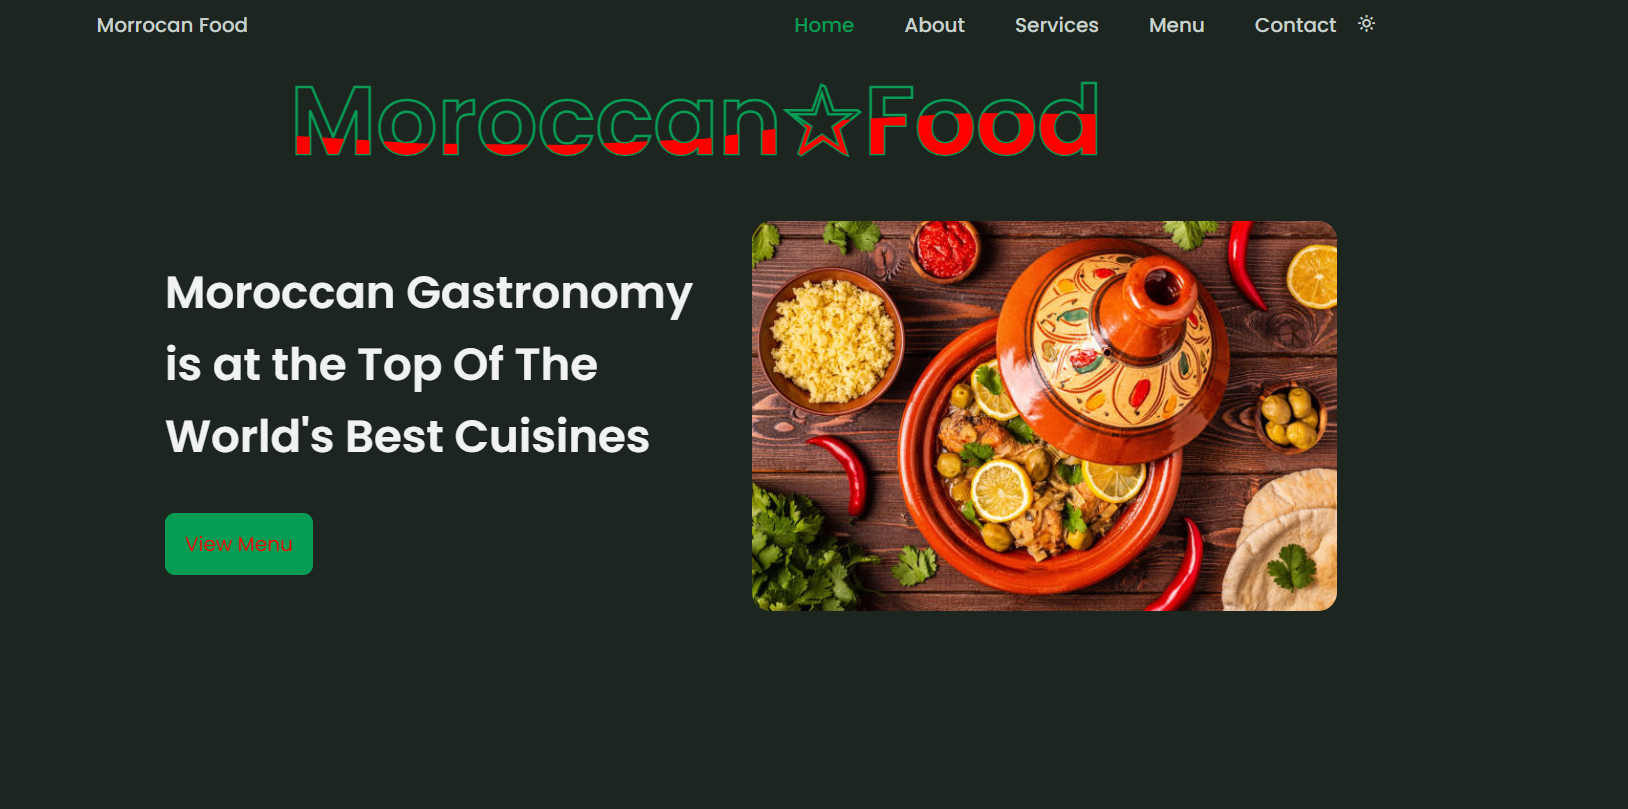 Morrocan Food
Home About Services Menu Contact
Moroccan☆Food
Moroccan Gastronomy
is at the Top Of The
World's Best Cuisines
View Menu